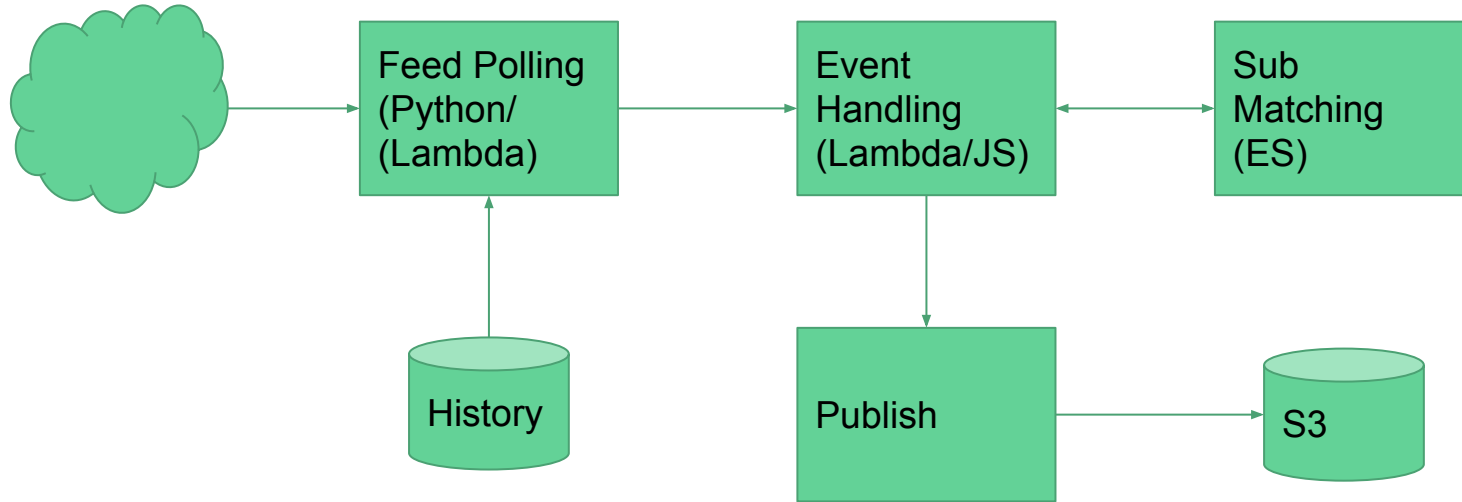 Feed Polling
(Python/
(Lambda)
Event
Handling
(Lambda/JS)
Sub
Matching
(ES)
History
Publish
S3